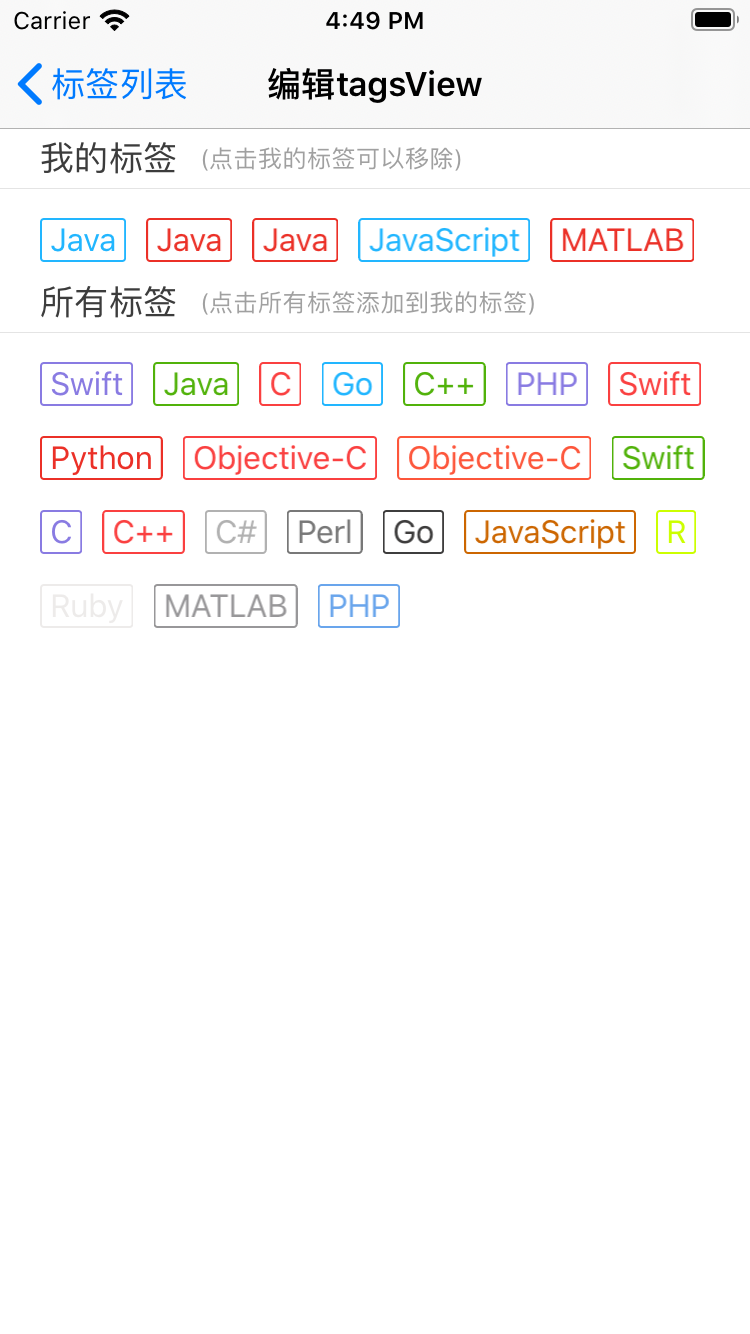 Carrier 4:49 PM
标签列表 编辑tagsView
我的标签 (点击我的标签可以移除)
Java Java Java JavaScript MATLAB
所有标签 (点击所有标签添加到我的标签)
Swift Java C Go C++ PHP Swift
Python Objective-C Objective-C Swift
C C++ C# Perl Go JavaScript R
Ruby MATLAB PHP